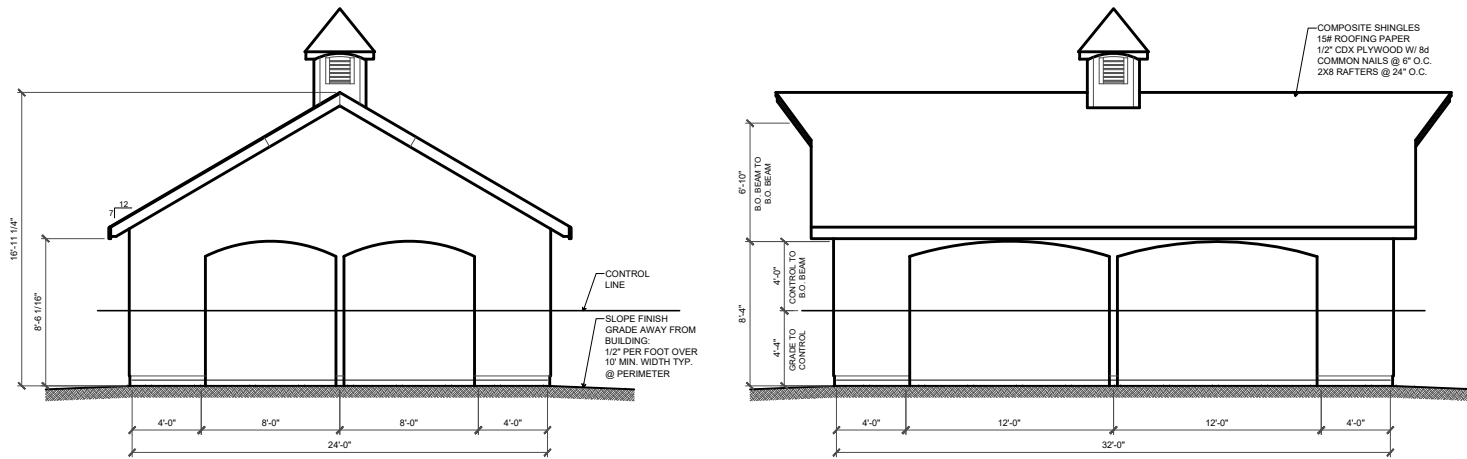 12
7
16'-11 1/4"
8'-6 1/16"
CONTROL
LINE
SLOPE FINISH
GRADE AWAY FROM
BUILDING:
1/2" PER FOOT OVER
10' MIN. WIDTH TYP.
@ PERIMETER
4'-0"
8'-0"
8'-0"
4'-0"
24'-0"
COMPOSITE SHINGLES
15# ROOFING PAPER
1/2" CDX PLYWOOD W/ 8d
COMMON NAILS @ 6" O.C.
2X8 RAFTERS @ 24" O.C.
6'-10"
B.O. BEAM TO
B.O. BEAM
8'-4"
4'-0"
CONTROL TO
B.O. BEAM
4'-4"
GRADE TO
CONTROL
4'-0"
12'-0"
12'-0"
4'-0"
32'-0"